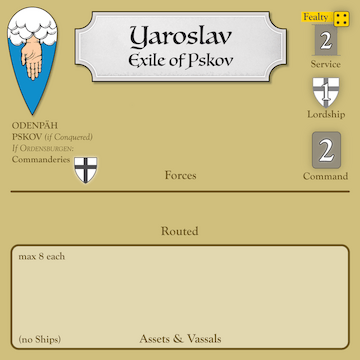 Yaroslav
Exile of Pskov
Fealty
2
Service
1
Lordship
2
Command
ODENPÄH
PSKOV (if Conquered)
If ORDENSBURGEN:
Commanderies
Forces
Routed
max 8 each
(no Ships)
Assets & Vassals